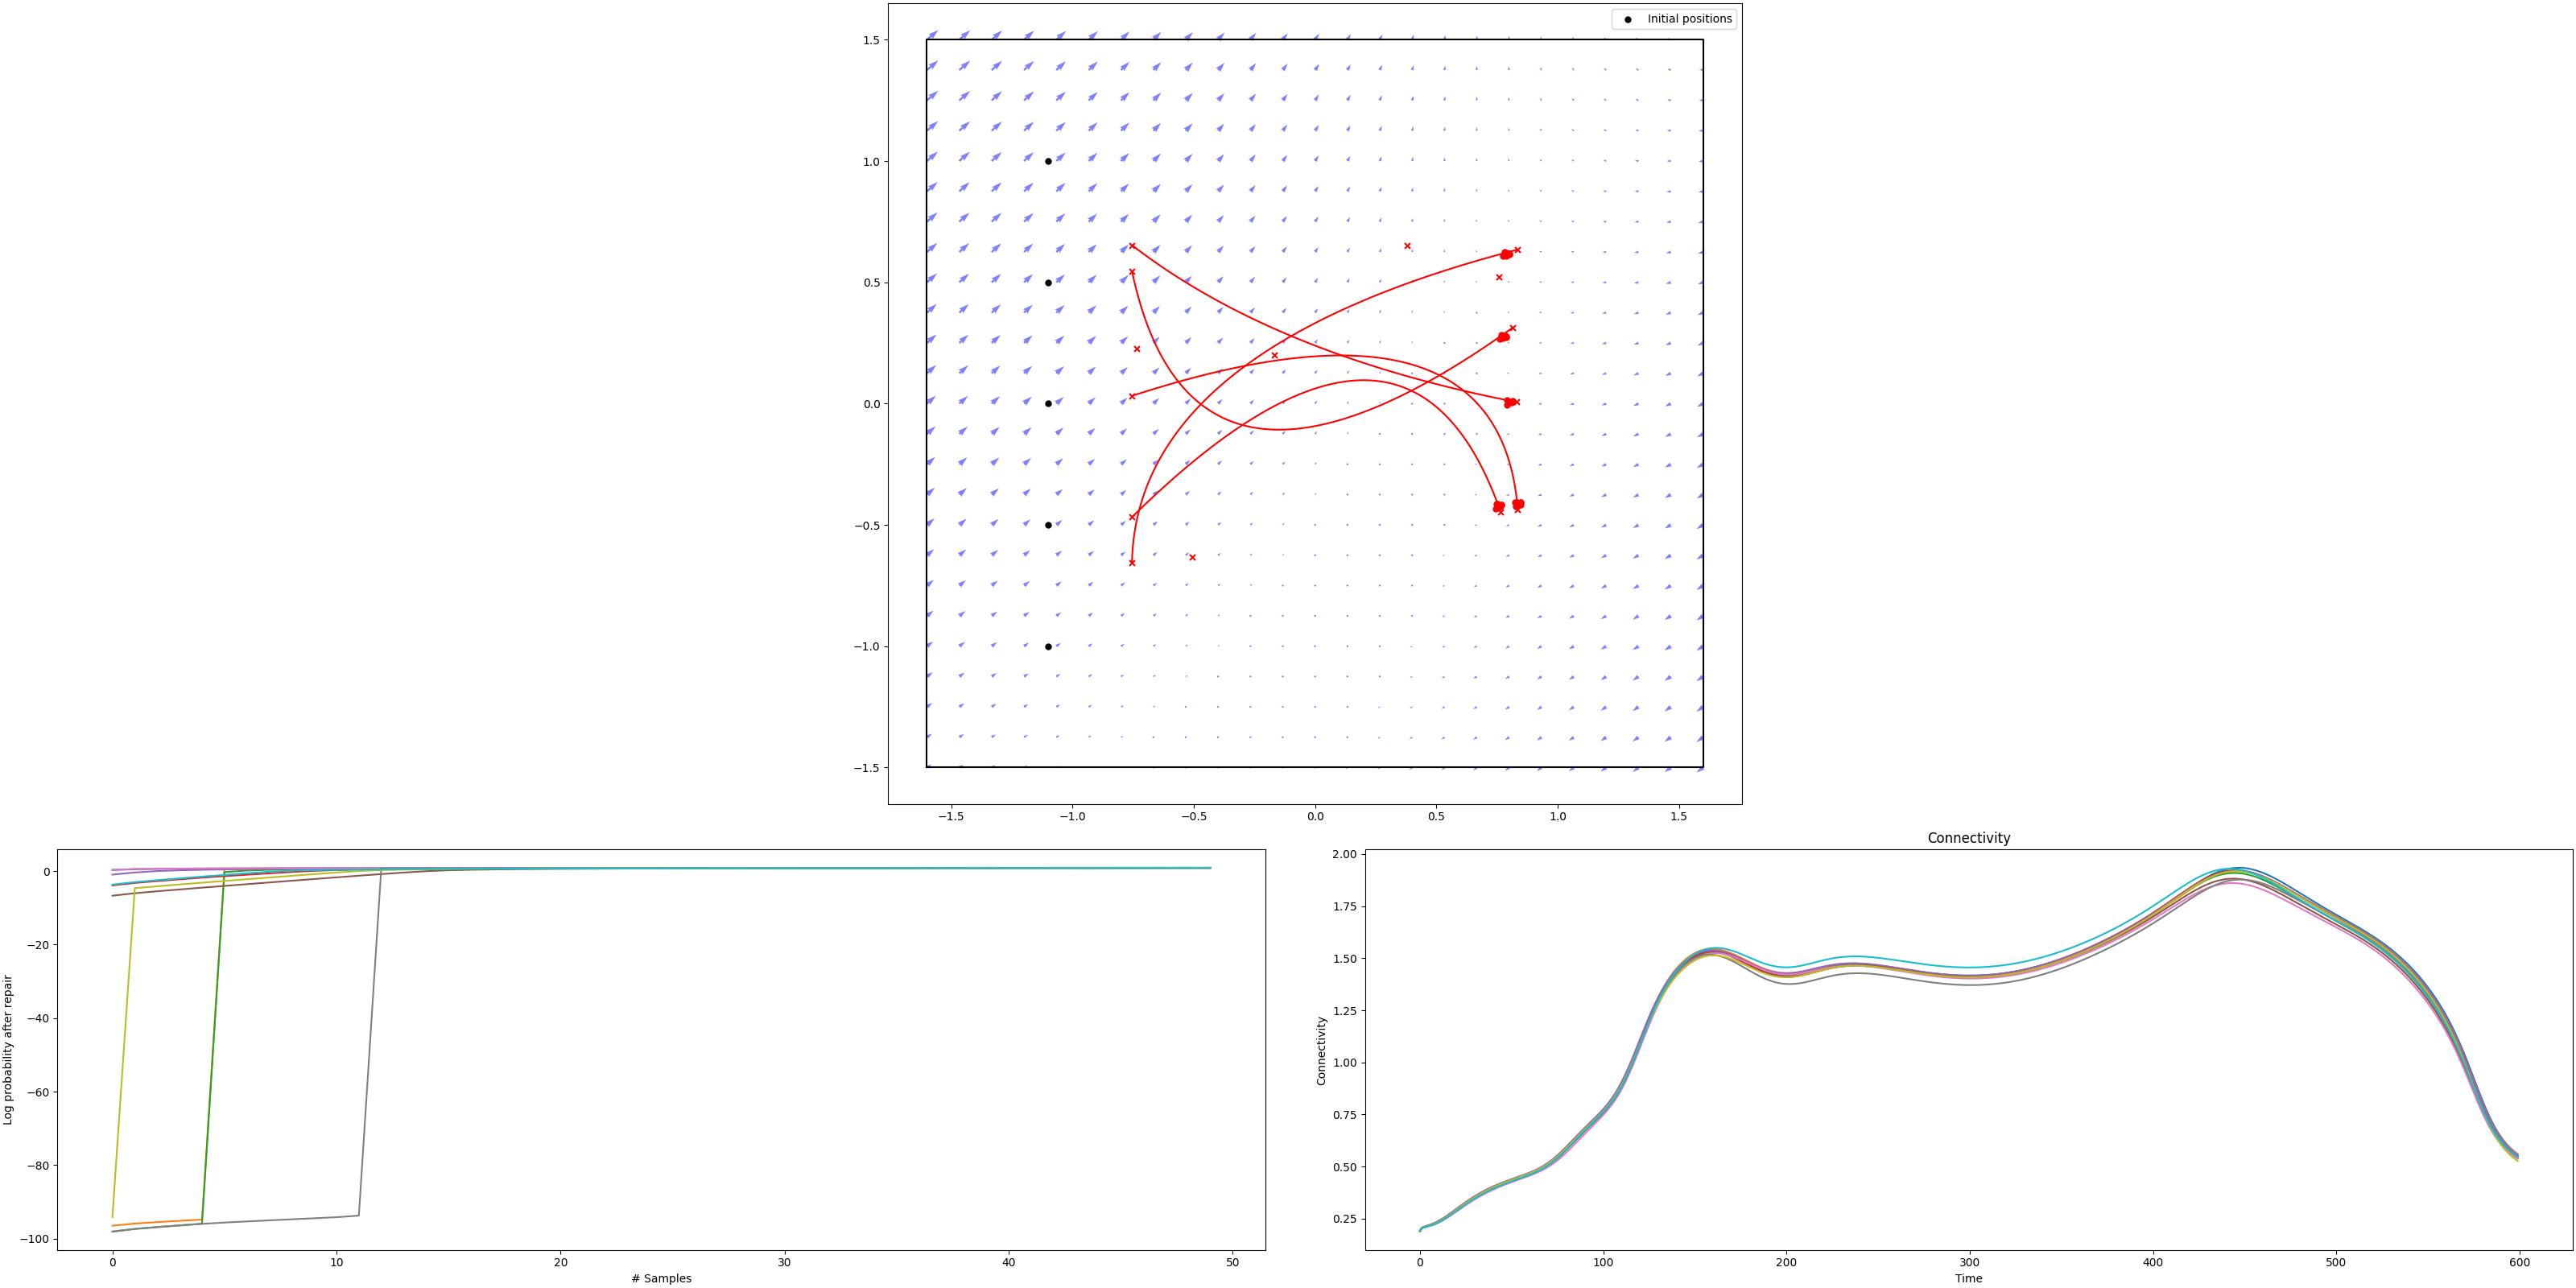 Initial positions
1.5
1.0
0.5
0.0
−0.5
−1.0
−1.5
−1.5 −1.0 −0.5 0.0 0.5 1.0 1.5
Log probability after repair
0
−20
−40
−60
−80
−100
0 10 20 30 40 50
# Samples
Connectivity
Connectivity
2.00
1.75
1.50
1.25
1.00
0.75
0.50
0.25
0 100 200 300 400 500 600
Time